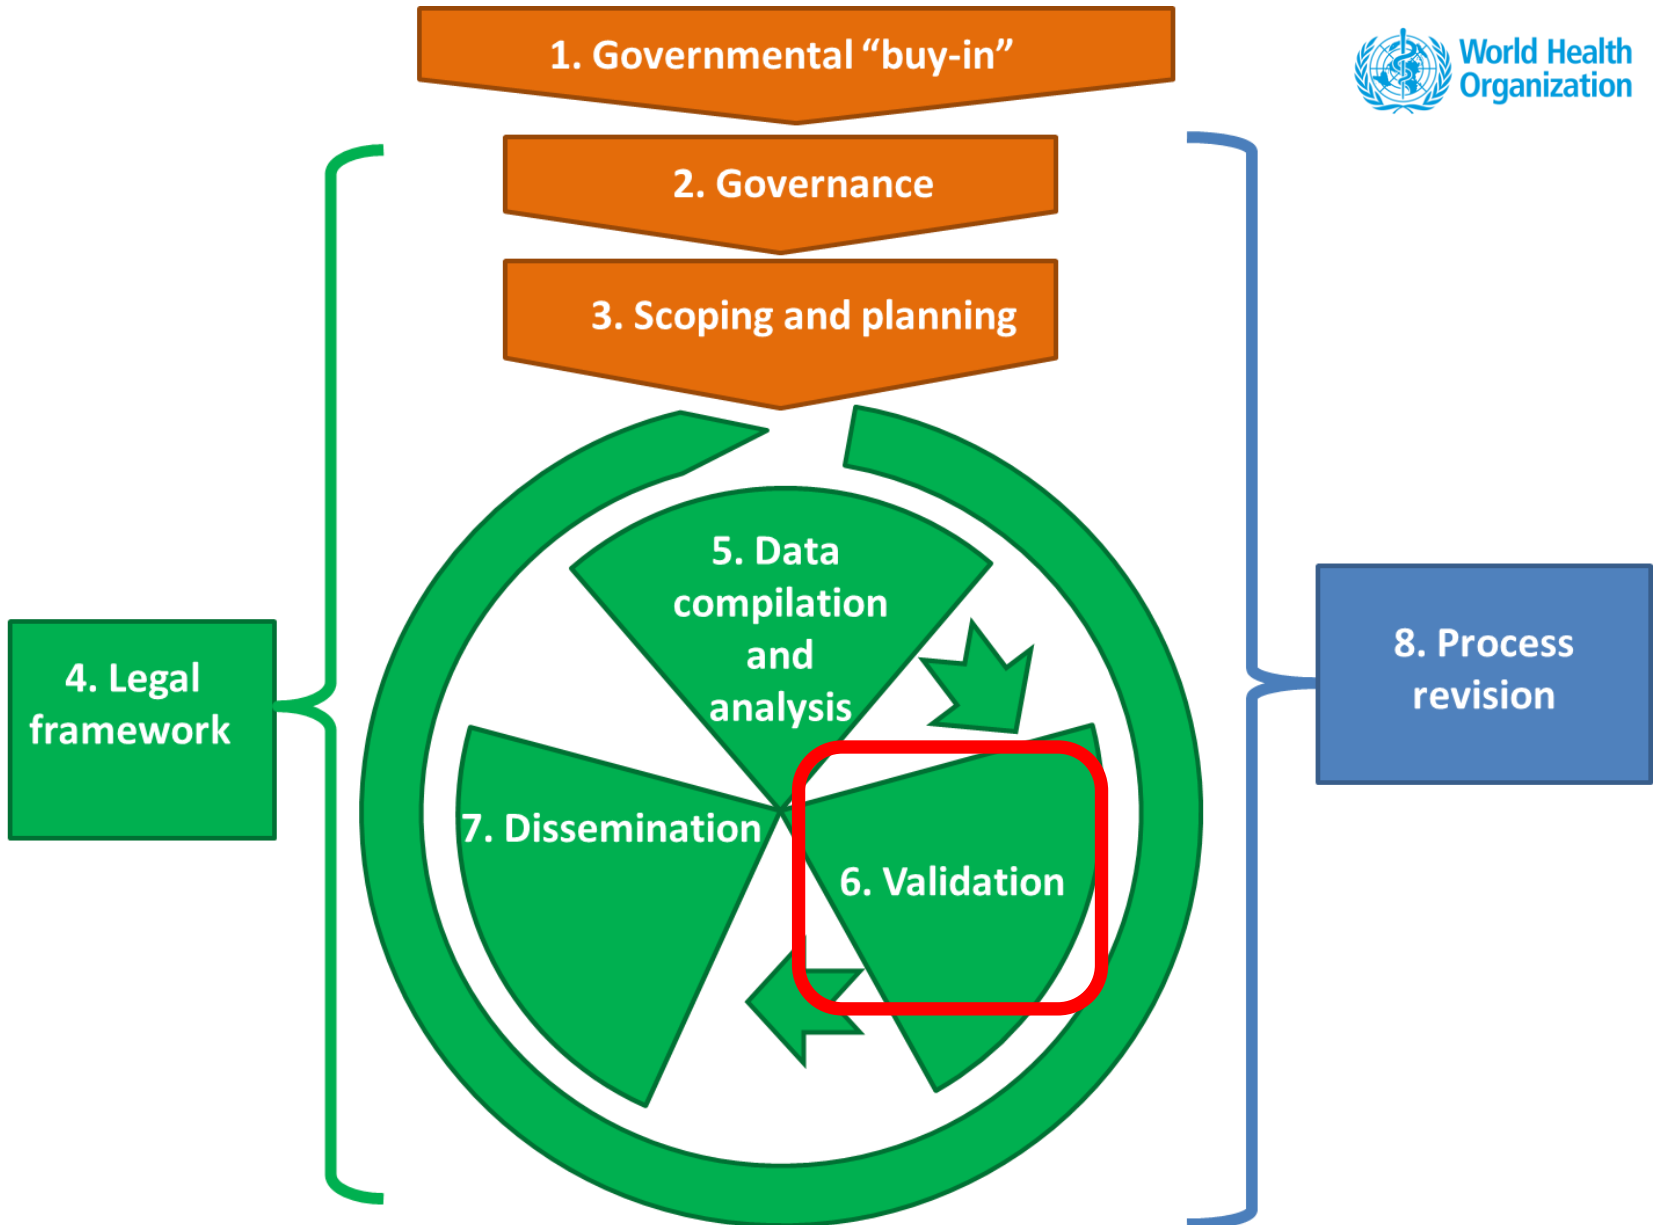 1. Governmental “buy-in”
World Health
Organization
2. Governance
3. Scoping and planning
5. Data
compilation
and
analysis
4. Legal
framework
8. Process
revision
7. Dissemination
6. Validation